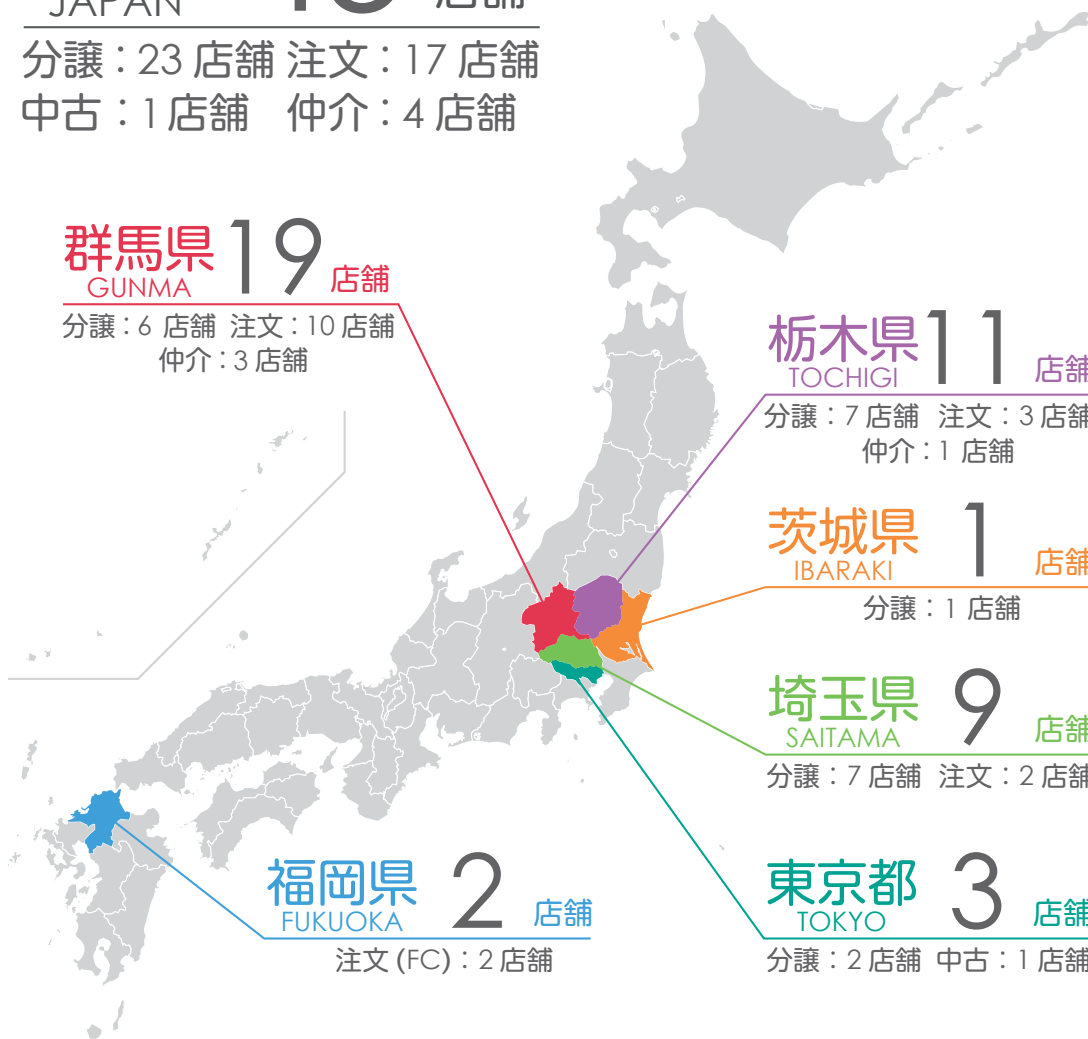 JAPAN 店舗
分譲：23 店舗 注文：17 店舗
中古：1 店舗 仲介：4 店舗
群馬県 19 店舗
GUNMA
分譲：6 店舗 注文：10 店舗
仲介：3 店舗
栃木県 11 店舗
TOCHIGI
分譲：7 店舗 注文：3 店舗
仲介：1 店舗
茨城県 1 店舗
IBARAKI
分譲：1 店舗
埼玉県 9 店舗
SAITAMA
分譲：7 店舗 注文：2 店舗
福岡県 2 店舗
FUKUOKA
注文 (FC)：2 店舗
東京都 3 店舗
TOKYO
分譲：2 店舗 中古：1 店舗